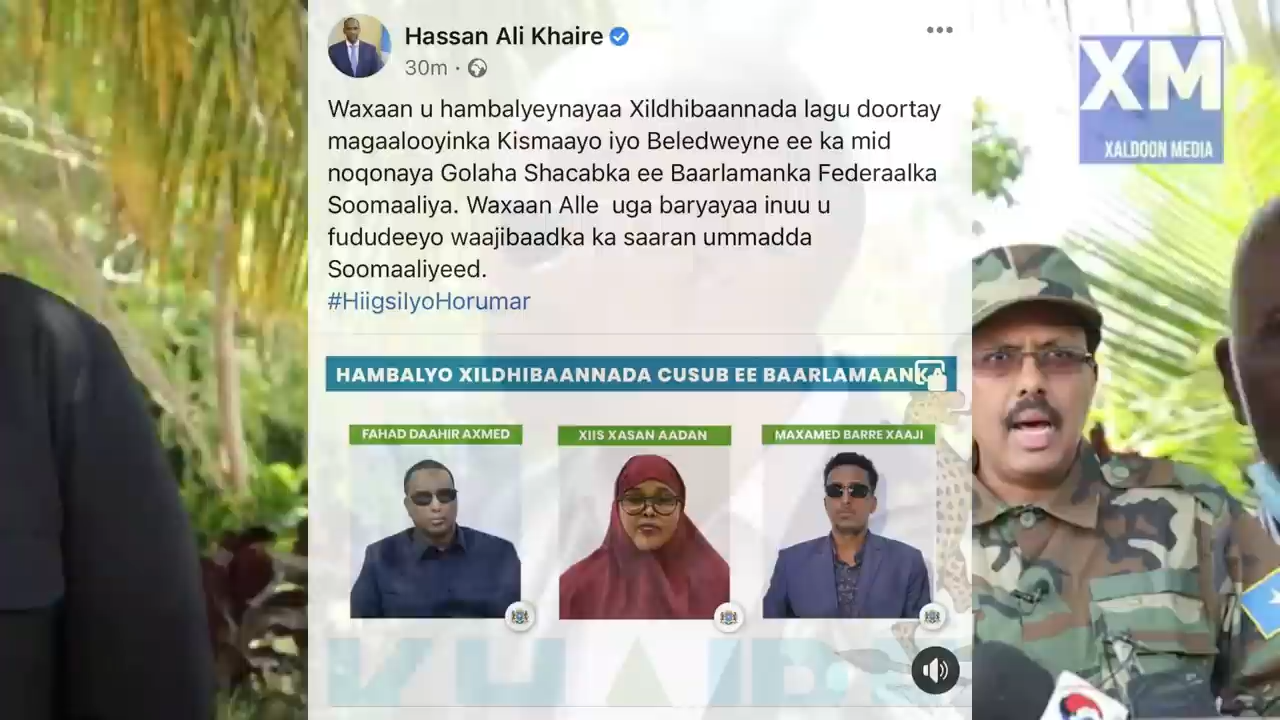 Hassan Ali Khaire
30m ·
Waxaan u hambalyeynayaa Xildhibaannada lagu doortay
magaalooyinka Kismaayo iyo Beledweyne ee ka mid
noqonaya Golaha Shacabka ee Baarlamanka Federaalka
Soomaaliya. Waxaan Alle uga baryayaa inuu u
fududeeyo waajibaadka ka saaran ummadda
Soomaaliyeed.
#HiigsiIyoHorumar
HAMBALYO XILDHIBAANNADA CUSUB EE BAARLAMAANKA
FAHAD DAAHIR AXMED
XIIS XASAN AADAN
MAXAMED BARRE XAAJI
XM
XALDOON MEDIA